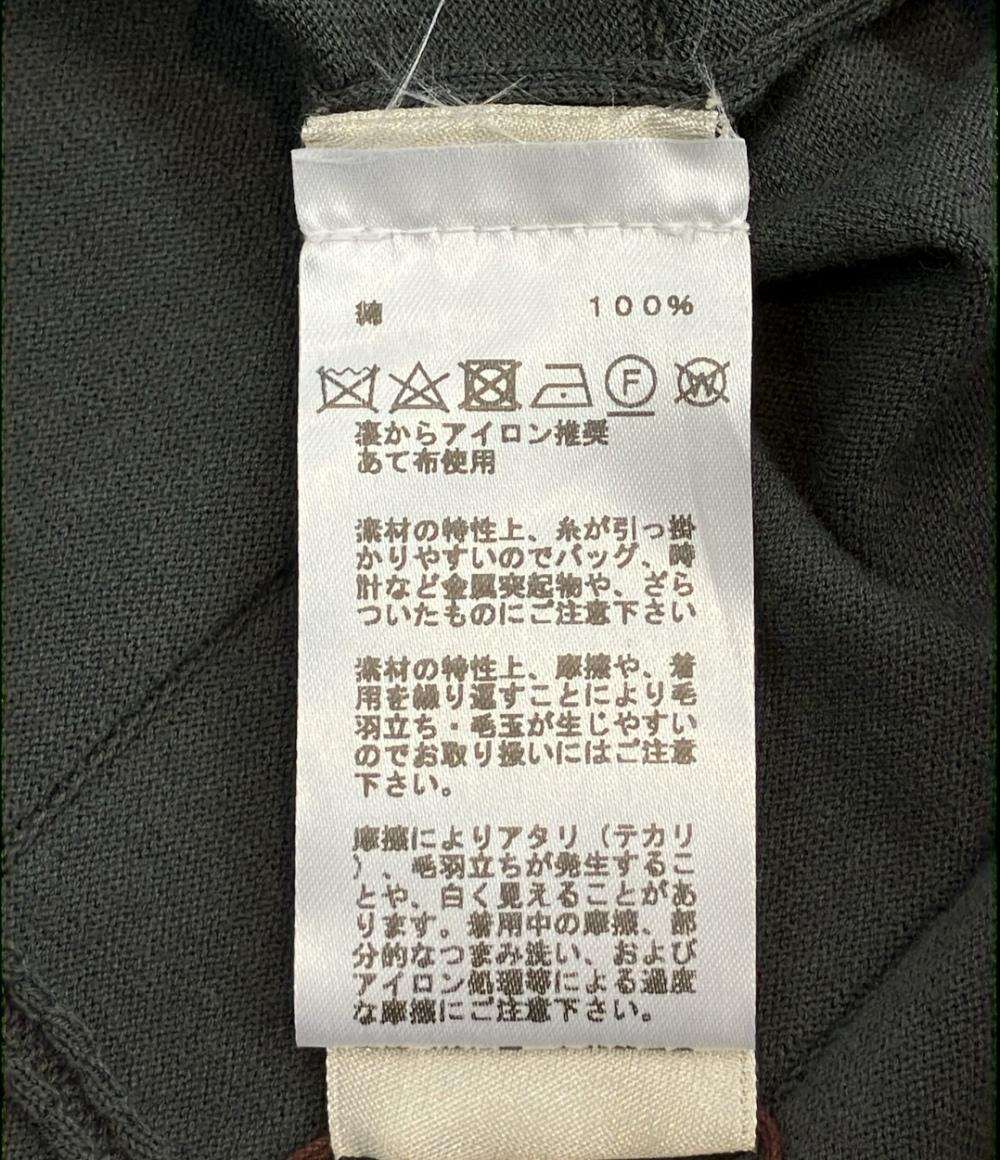 綿 100%
F W
裏からアイロン推奨
あて布使用
素材の特性上、糸が引っ掛
かりやすいのでバッグ、時
計など金属突起物や、ざら
ついたものにご注意下さい
素材の特性上、摩擦や、着
用を繰り返すことにより毛
羽立ち・毛玉が生じやすい
のでお取り扱いにはご注意
下さい。
摩擦によりアタリ（テカリ
）、毛羽立ちが発生するこ
とや、白く見えることがあ
ります。着用中の摩擦、部
分的なつまみ洗い、および
アイロン処理等による過度
な摩擦にご注意下さい。